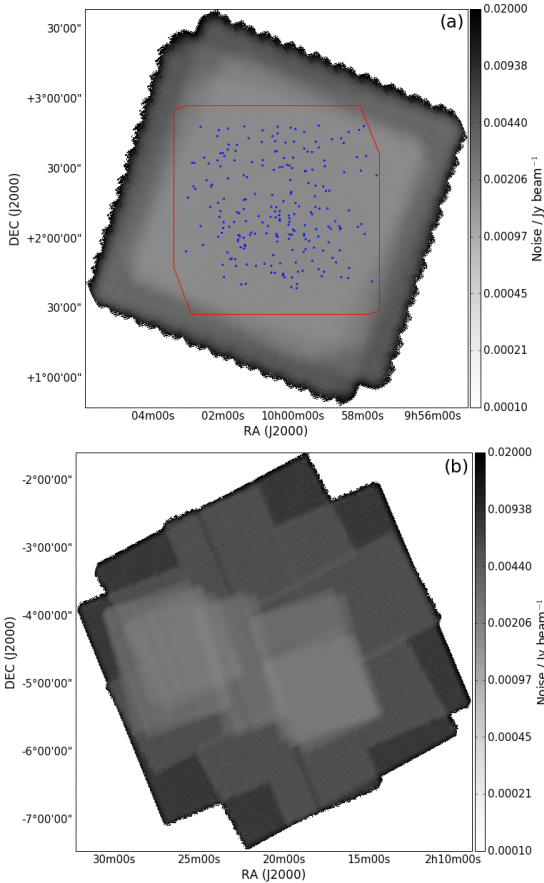 (a)
30'00"
+3°00'00"
30'00"
+2°00'00"
30'00"
+1°00'00"
DEC (J2000)
04m00s 02m00s 10h00m00s 58m00s 9h56m00s
RA (J2000)
0.02000
0.00938
0.00440
0.00206
0.00097
0.00045
0.00021
0.00010
Noise / Jy beam⁻¹
(b)
-2°00'00"
-3°00'00"
-4°00'00"
-5°00'00"
-6°00'00"
-7°00'00"
DEC (J2000)
30m00s 25m00s 20m00s 15m00s 2h10m00s
RA (J2000)
0.02000
0.00938
0.00440
0.00206
0.00097
0.00045
0.00021
0.00010
Noise / Jy beam⁻¹